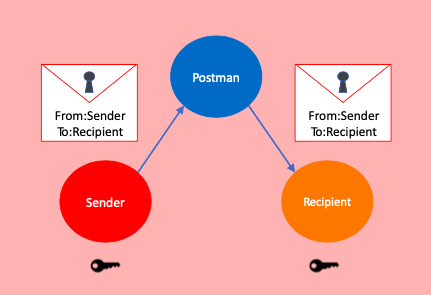 Postman
From:Sender
To:Recipient
From:Sender
To:Recipient
Sender
Recipient